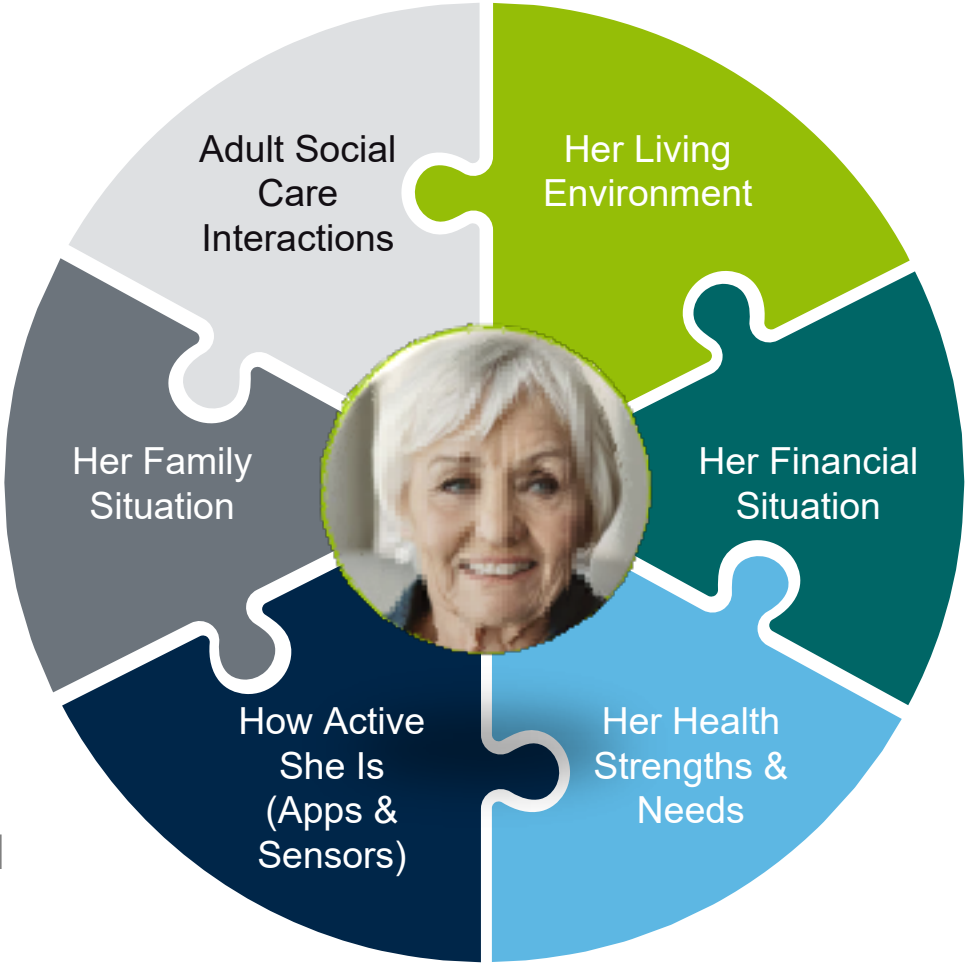 Adult Social
Care
Interactions
Her Living
Environment
Her Family
Situation
Her Financial
Situation
How Active
She Is
(Apps &
Sensors)
Her Health
Strengths &
Needs